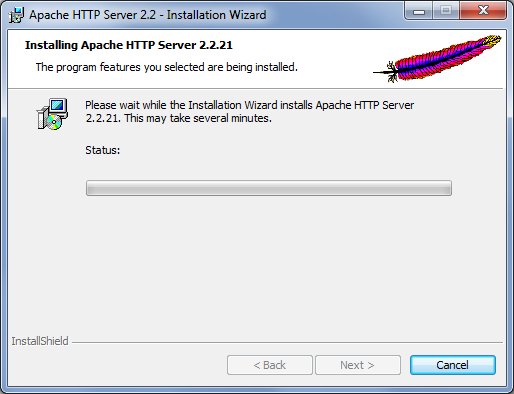 Apache HTTP Server 2.2 - Installation Wizard
Installing Apache HTTP Server 2.2.21
The program features you selected are being installed.
Please wait while the Installation Wizard installs Apache HTTP Server
2.2.21. This may take several minutes.
Status:
InstallShield
< Back
Next >
Cancel